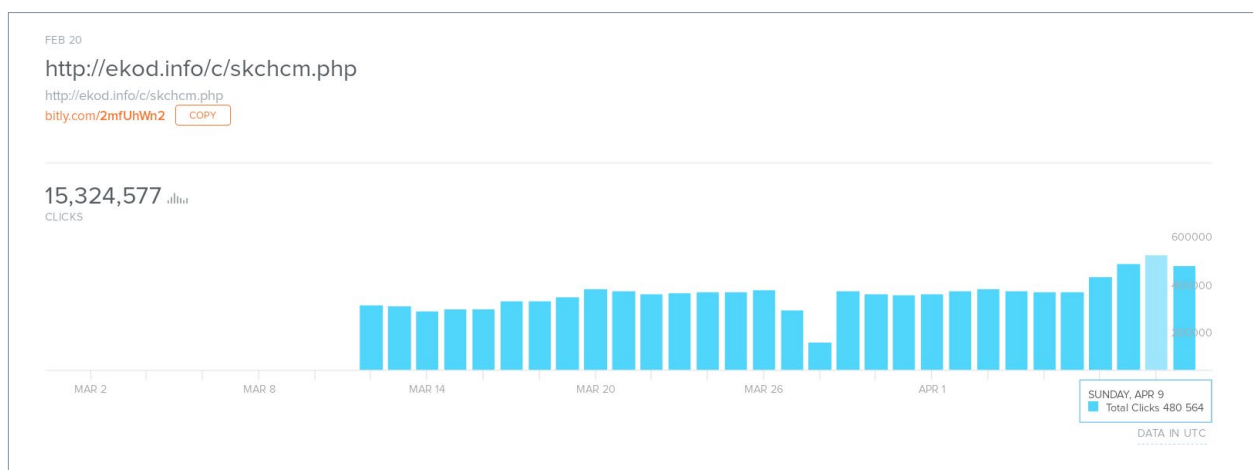 FEB 20
http://ekod.info/c/skchcm.php
http://ekod.info/c/skchcm.php
bitly.com/2mfUhWn2 COPY
15,324,577
CLICKS
600000
400000
200000
MAR 2 MAR 8 MAR 14 MAR 20 MAR 26 APR 1
SUNDAY, APR 9
Total Clicks 480 564
DATA IN UTC